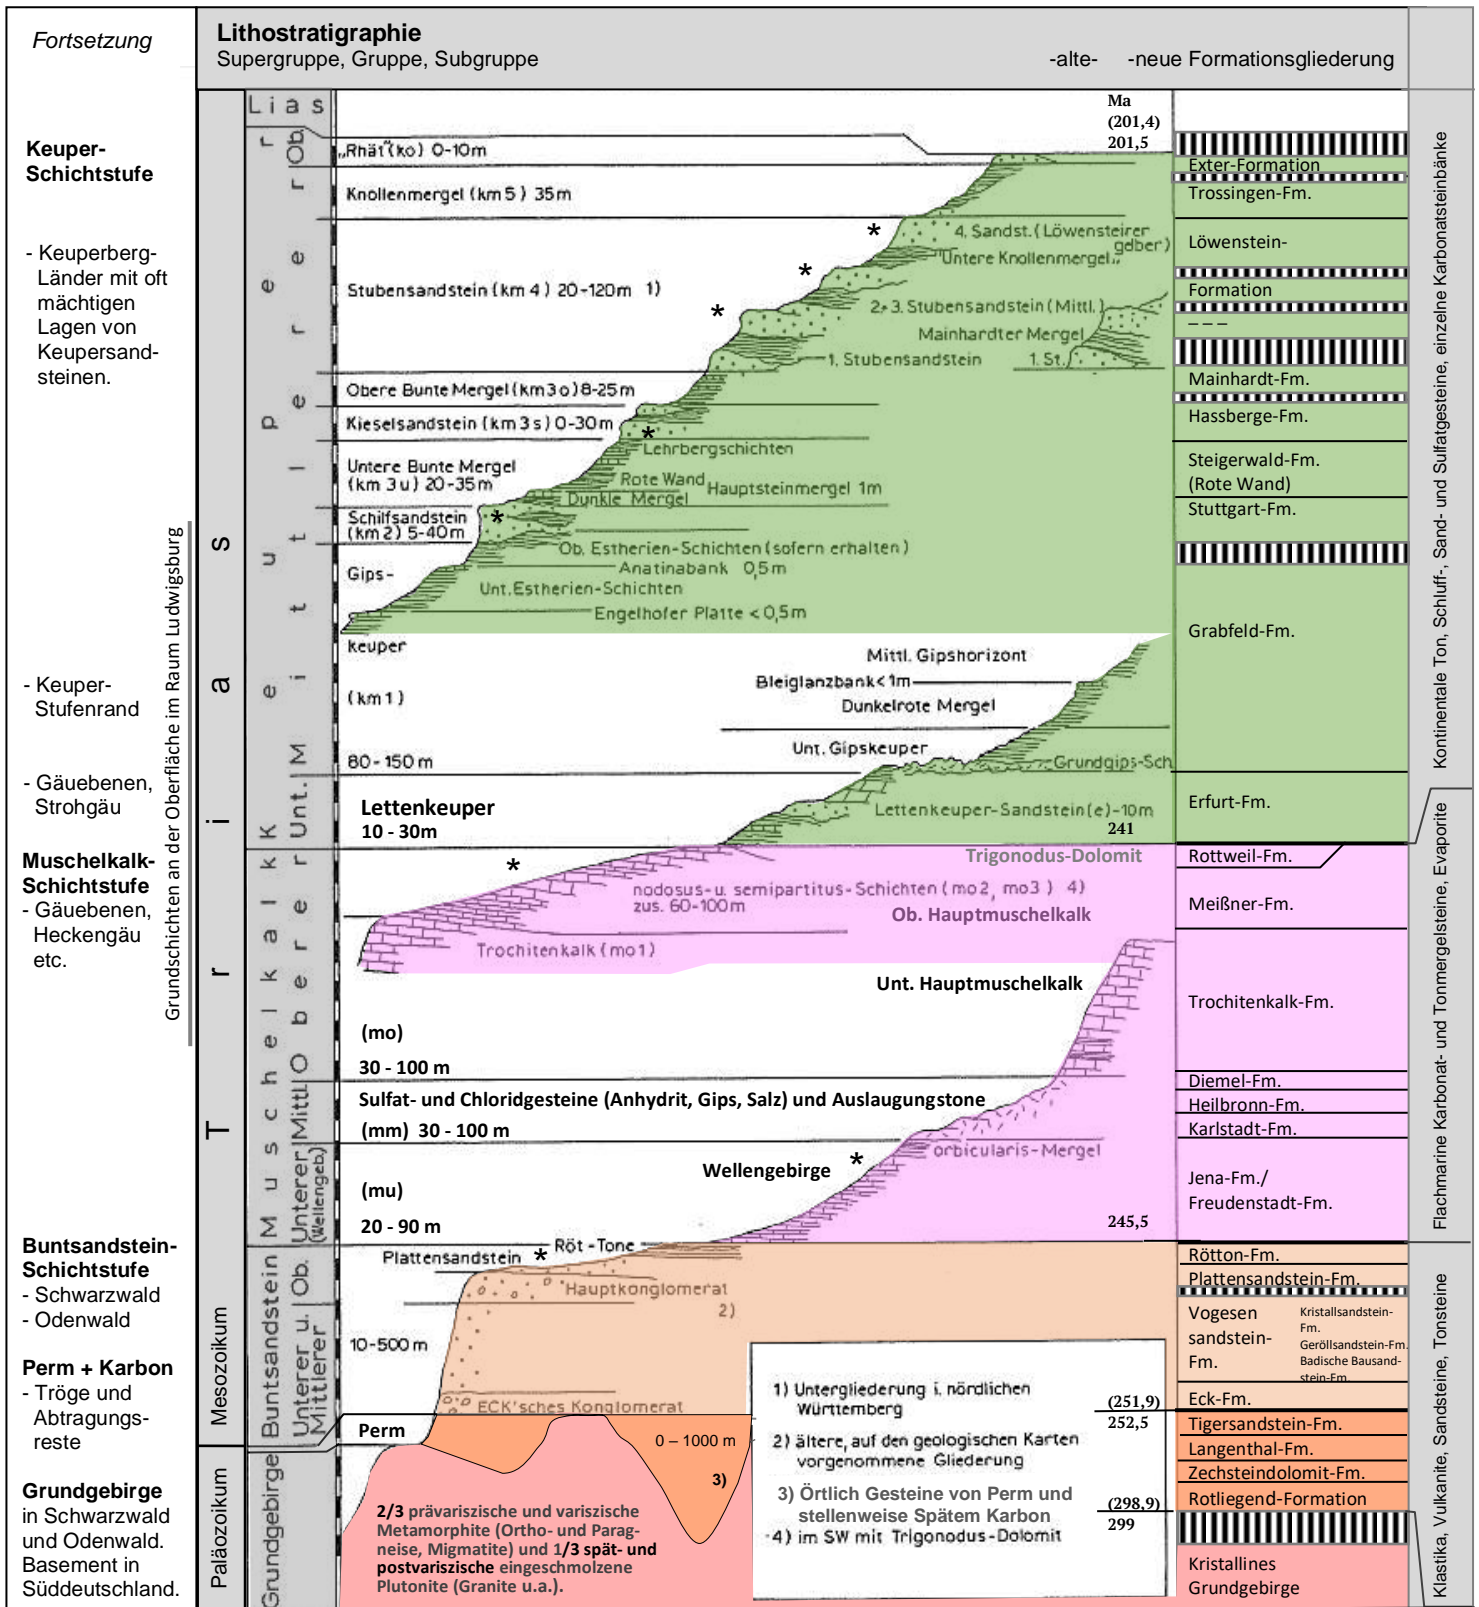 Fortsetzung
Lithostratigraphie
Supergruppe, Gruppe, Subgruppe
-alte- -neue Formationsgliederung
Keuper-
Schichtstufe
- Keuperberg-
Länder mit oft
mächtigen
Lagen von
Keupersand-
steinen.
- Keuper-
Stufenrand
- Gäuebenen,
Strohgäu
Muschelkalk-
Schichtstufe
- Gäuebenen,
Heckengäu
etc.
Buntsandstein-
Schichtstufe
- Schwarzwald
- Odenwald
Perm + Karbon
- Tröge und
Abtragungs-
reste
Grundgebirge
in Schwarzwald
und Odenwald.
Basement in
Süddeutschland.
Grundschichten an der Oberfläche im Raum Ludwigsburg
Trias
Mesozoikum
Paläozoikum
Lias
Keuper
Ob.
Mittlerer
Unt.
Muschelkalk
Oberer
Mittl.
Unterer
(Wellengeb.)
Buntsandstein
Ob.
Unterer u.
Mittlerer
Grundgebirge
„Rhät"(ko) 0-10m
Knollenmergel (km5) 35m
Stubensandstein (km4) 20-120m 1)
Obere Bunte Mergel (km3o) 8-25m
Kieselsandstein (km3s) 0-30m
Untere Bunte Mergel
(km3u) 20-35m
Schilfsandstein
(km2) 5-40m
Gips-
keuper
(km1)
80-150 m
Lettenkeuper
10 - 30m
(mo)
30 - 100 m
Sulfat- und Chloridgesteine (Anhydrit, Gips, Salz) und Auslaugungstone
(mm) 30 - 100 m
(mu)
20 - 90 m
10-500 m
Perm
Ma
(201,4)
201,5
4. Sandst. (Löwensteirer
gelber)
"Untere Knollenmergel"
*
*
*
2.+3. Stubensandstein (Mittl.)
Mainhardter Mergel
1. Stubensandstein
1. St.
*
Lehrbergschichten
Rote Wand
Hauptsteinmergel 1m
Dunkle Mergel
*
Ob. Estherien-Schichten (sofern erhalten)
Anatinabank 0,5m
Unt. Estherien-Schichten
Engelhofer Platte <0,5m
Mittl. Gipshorizont
Bleiglanzbank <1m
Dunkelrote Mergel
Unt. Gipskeuper
Grundgips-Sch
Lettenkeuper-Sandstein(e)-10m
241
Trigonodus-Dolomit
*
nodosus- u. semipartitus-Schichten (mo2, mo3) 4)
zus. 60-100m
Ob. Hauptmuschelkalk
Trochitenkalk (mo1)
Unt. Hauptmuschelkalk
orbicularis-Mergel
Wellengebirge *
245,5
Röt-Tone
Plattensandstein *
Hauptkonglomerat
2)
ECK'sches Konglomerat
0 – 1000 m
3)
2/3 prävariszische und variszische
Metamorphite (Ortho- und Parag-
neise, Migmatite) und 1/3 spät- und
postvariszische eingeschmolzene
Plutonite (Granite u.a.).
1) Untergliederung i. nördlichen
Württemberg
2) ältere, auf den geologischen Karten
vorgenommene Gliederung
3) Örtlich Gesteine von Perm und
stellenweise Spätem Karbon
4) im SW mit Trigonodus-Dolomit
(251,9)
252,5
(298,9)
299
Exter-Formation
Trossingen-Fm.
Löwenstein-
Formation
– – –
Mainhardt-Fm.
Hassberge-Fm.
Steigerwald-Fm.
(Rote Wand)
Stuttgart-Fm.
Grabfeld-Fm.
Erfurt-Fm.
Rottweil-Fm.
Meißner-Fm.
Trochitenkalk-Fm.
Diemel-Fm.
Heilbronn-Fm.
Karlstadt-Fm.
Jena-Fm./
Freudenstadt-Fm.
Rötton-Fm.
Plattensandstein-Fm.
Vogesen
sandstein-
Fm.
Kristallsandstein-
Fm.
Geröllsandstein-Fm.
Badische Bausand-
stein-Fm.
Eck-Fm.
Tigersandstein-Fm.
Langenthal-Fm.
Zechsteindolomit-Fm.
Rotliegend-Formation
Kristallines
Grundgebirge
Kontinentale Ton, Schluff-, Sand- und Sulfatgesteine, einzelne Karbonatsteinbänke
Flachmarine Karbonat- und Tonmergelsteine, Evaporite
Klastika, Vulkanite, Sandsteine, Tonsteine